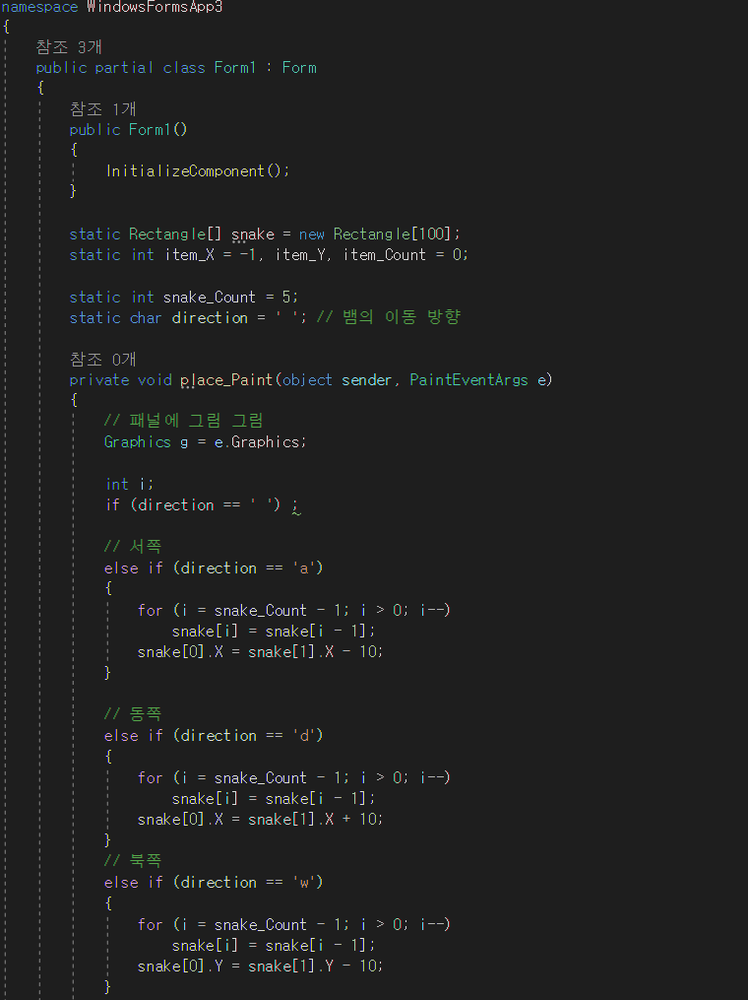 namespace WindowsFormsApp3
{
참조 3개
public partial class Form1 : Form
{
참조 1개
public Form1()
{
InitializeComponent();
}
static Rectangle[] snake = new Rectangle[100];
static int item_X = -1, item_Y, item_Count = 0;
static int snake_Count = 5;
static char direction = ' '; // 뱀의 이동 방향
참조 0개
private void place_Paint(object sender, PaintEventArgs e)
{
// 패널에 그림 그림
Graphics g = e.Graphics;
int i;
if (direction == ' ') ;
// 서쪽
else if (direction == 'a')
{
for (i = snake_Count - 1; i > 0; i--)
snake[i] = snake[i - 1];
snake[0].X = snake[1].X - 10;
}
// 동쪽
else if (direction == 'd')
{
for (i = snake_Count - 1; i > 0; i--)
snake[i] = snake[i - 1];
snake[0].X = snake[1].X + 10;
}
// 북쪽
else if (direction == 'w')
{
for (i = snake_Count - 1; i > 0; i--)
snake[i] = snake[i - 1];
snake[0].Y = snake[1].Y - 10;
}